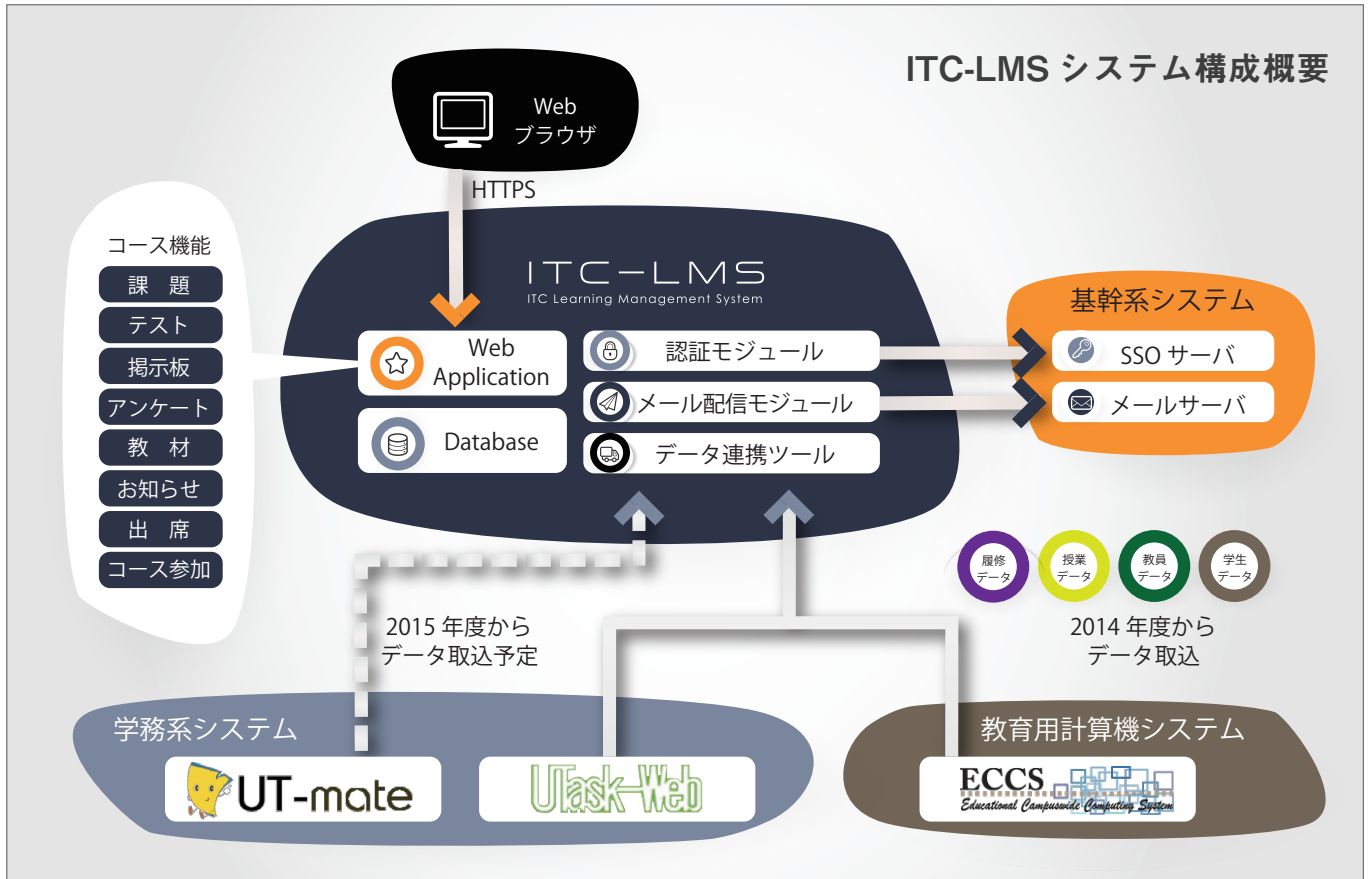 ITC-LMS システム構成概要
Web
ブラウザ
HTTPS
コース機能
課 題
テスト
掲示板
アンケート
教 材
お知らせ
出 席
コース参加
ITC-LMS
ITC Learning Management System
Web
Application
Database
認証モジュール
メール配信モジュール
データ連携ツール
基幹系システム
SSO サーバ
メールサーバ
履修
データ
授業
データ
教員
データ
学生
データ
2015 年度から
データ取込予定
2014 年度から
データ取込
学務系システム
UT-mate
UTask-Web
教育用計算機システム
ECCS
Educational Campuswide Computing System